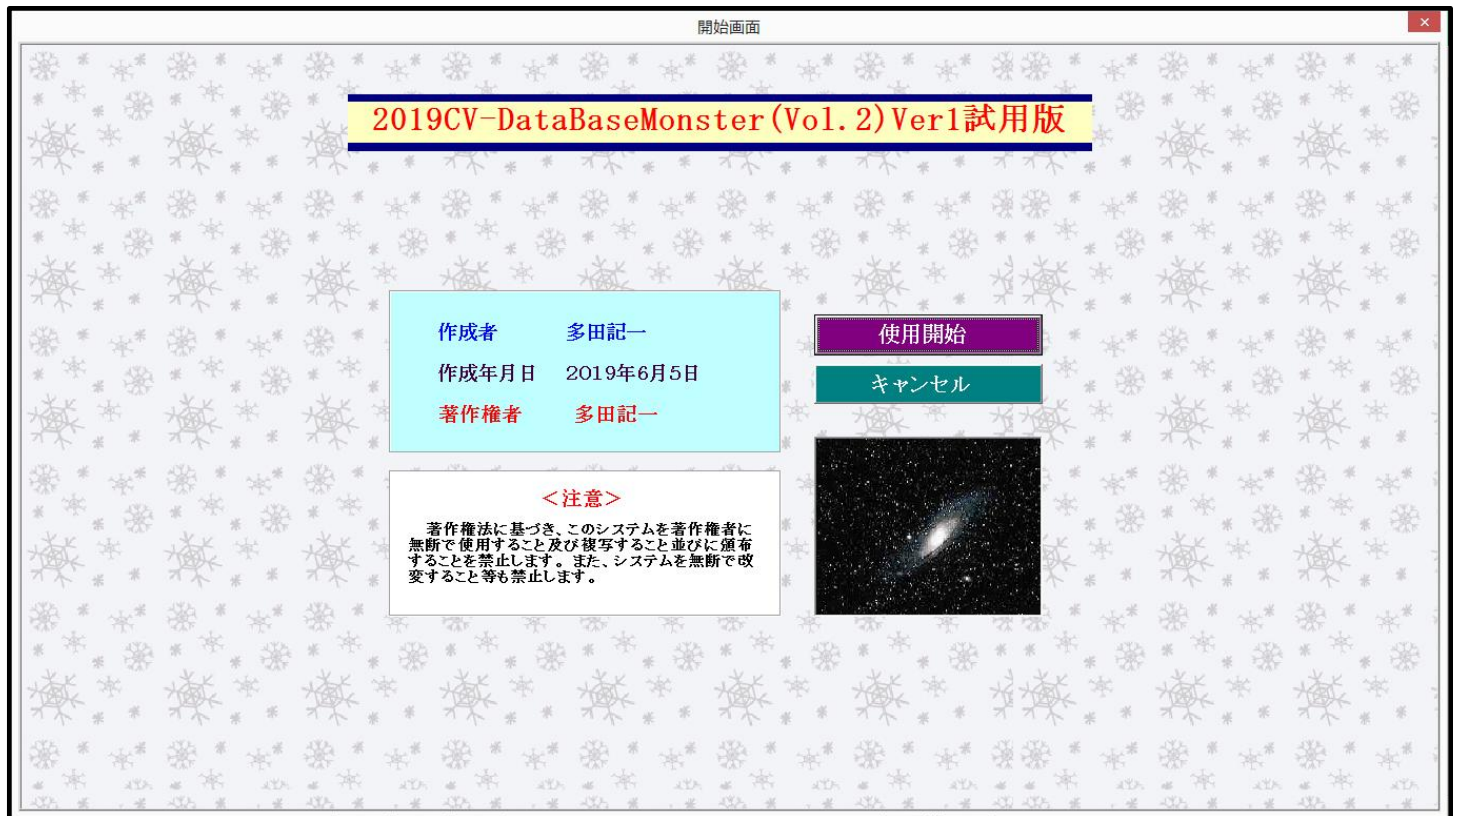 開始画面
2019CV-DataBaseMonster(Vol.2)Ver1試用版
作成者 多田記一
作成年月日 2019年6月5日
著作権者 多田記一
使用開始
キャンセル
＜注意＞
著作権法に基づき、このシステムを著作権者に
無断で使用すること及び複写すること並びに頒布
することを禁止します。また、システムを無断で改
変すること等も禁止します。